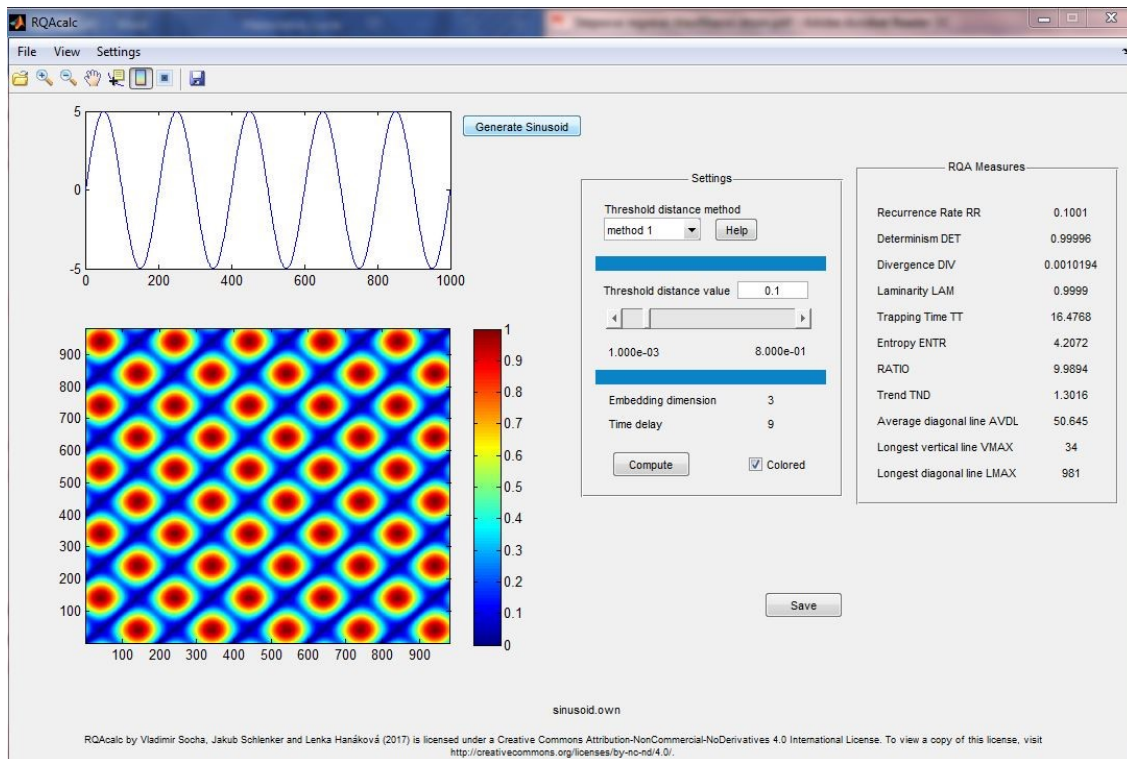 RQAcalc
File View Settings
5
0
-5
0 200 400 600 800 1000
Generate Sinusoid
Settings
Threshold distance method
method 1 Help
Threshold distance value 0.1
1.000e-03 8.000e-01
Embedding dimension 3
Time delay 9
Compute Colored
RQA Measures
Recurrence Rate RR 0.1001
Determinism DET 0.99996
Divergence DIV 0.0010194
Laminarity LAM 0.9999
Trapping Time TT 16.4768
Entropy ENTR 4.2072
RATIO 9.9894
Trend TND 1.3016
Average diagonal line AVDL 50.645
Longest vertical line VMAX 34
Longest diagonal line LMAX 981
900
800
700
600
500
400
300
200
100
100 200 300 400 500 600 700 800 900
1
0.9
0.8
0.7
0.6
0.5
0.4
0.3
0.2
0.1
0
Save
sinusoid.own
RQAcalc by Vladimir Socha, Jakub Schlenker and Lenka Hanáková (2017) is licensed under a Creative Commons Attribution-NonCommercial-NoDerivatives 4.0 International License. To view a copy of this license, visit
http://creativecommons.org/licenses/by-nc-nd/4.0/.